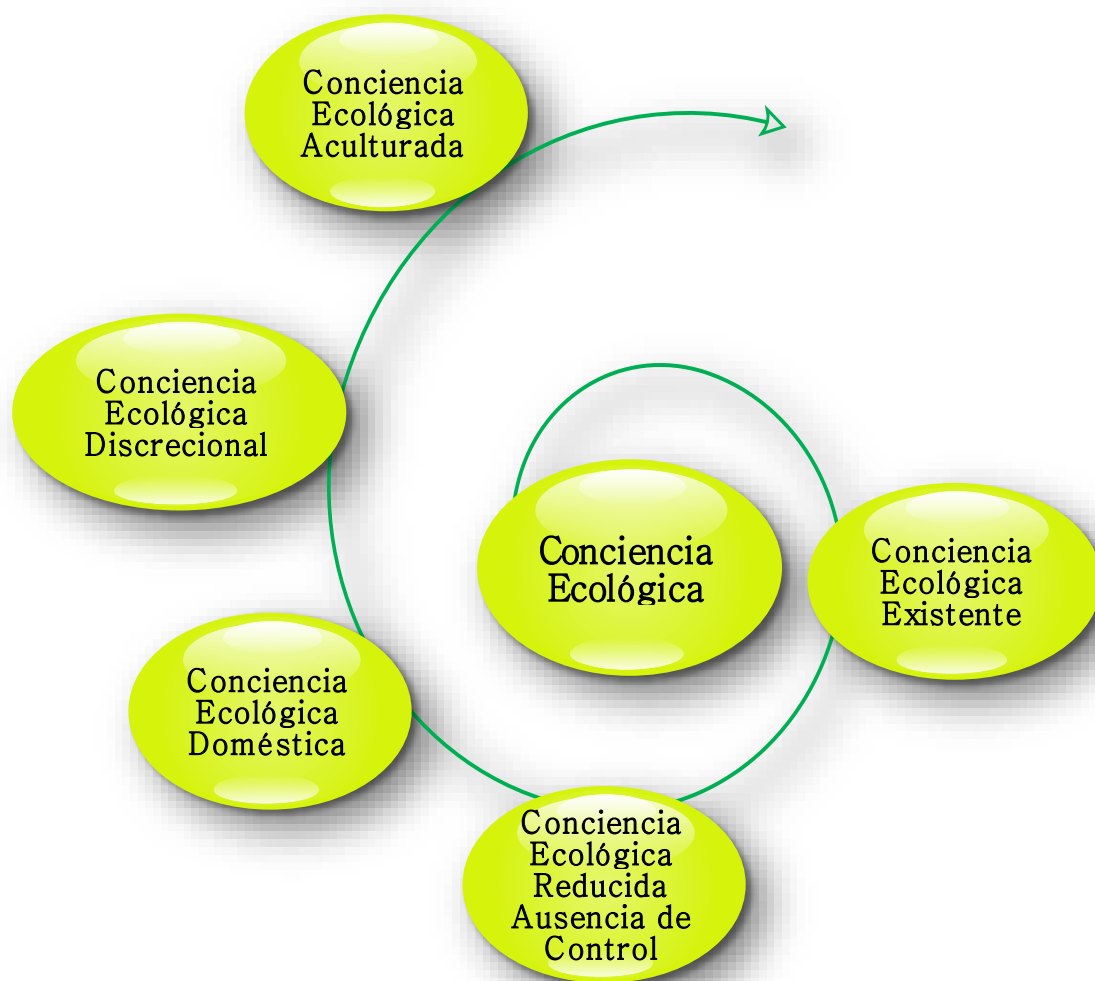 Conciencia
Ecológica
Aculturada
Conciencia
Ecológica
Discrecional
Conciencia
Ecológica
Conciencia
Ecológica
Existente
Conciencia
Ecológica
Doméstica
Conciencia
Ecológica
Reducida
Ausencia de
Control